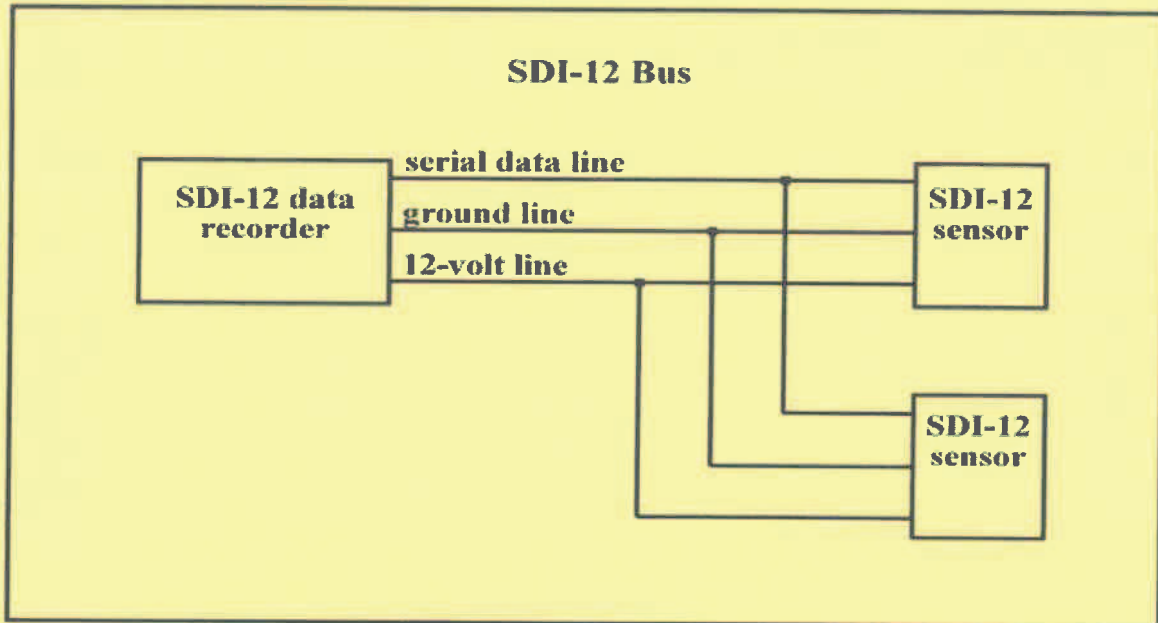 SDI-12 Bus
SDI-12 data
recorder
serial data line
ground line
12-volt line
SDI-12
sensor
SDI-12
sensor